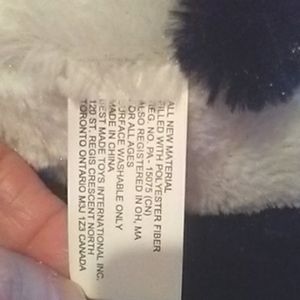 ALL NEW MATERIAL
FILLED WITH POLYESTER FIBER
REG. NO. PA - 15075 (CN)
ALSO REGISTERED IN OH, MA
FOR ALL AGES
SURFACE WASHABLE ONLY
MADE IN CHINA
BEST MADE TOYS INTERNATIONAL INC.
120 ST. REGIS CRESCENT NORTH
TORONTO ONTARIO M3J 1Z3 CANADA